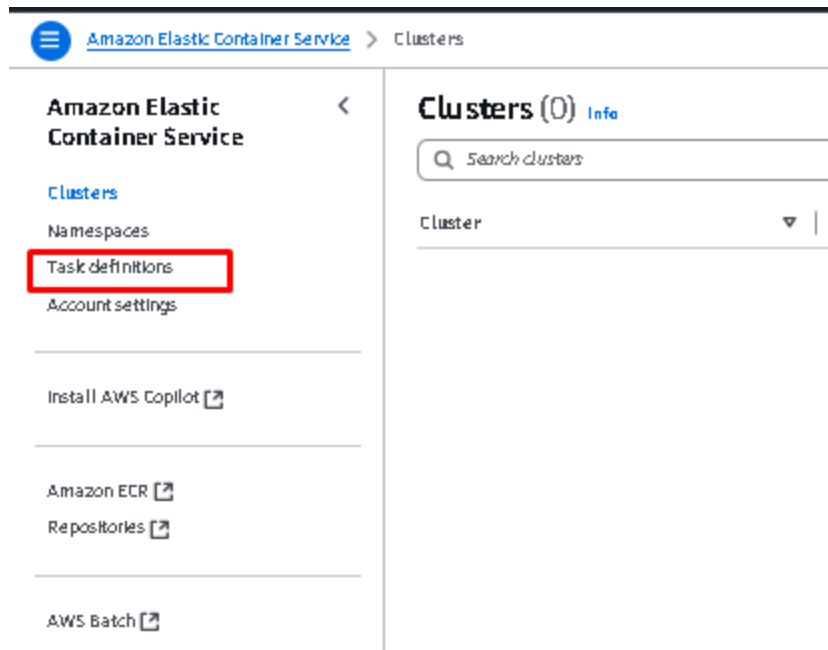 Amazon Elastic Container Service > Clusters
Amazon Elastic
Container Service
Clusters
Namespaces
Task definitions
Account settings
Install AWS Copilot
Amazon ECR
Repositories
AWS Batch
Clusters (0) Info
Search clusters
Cluster